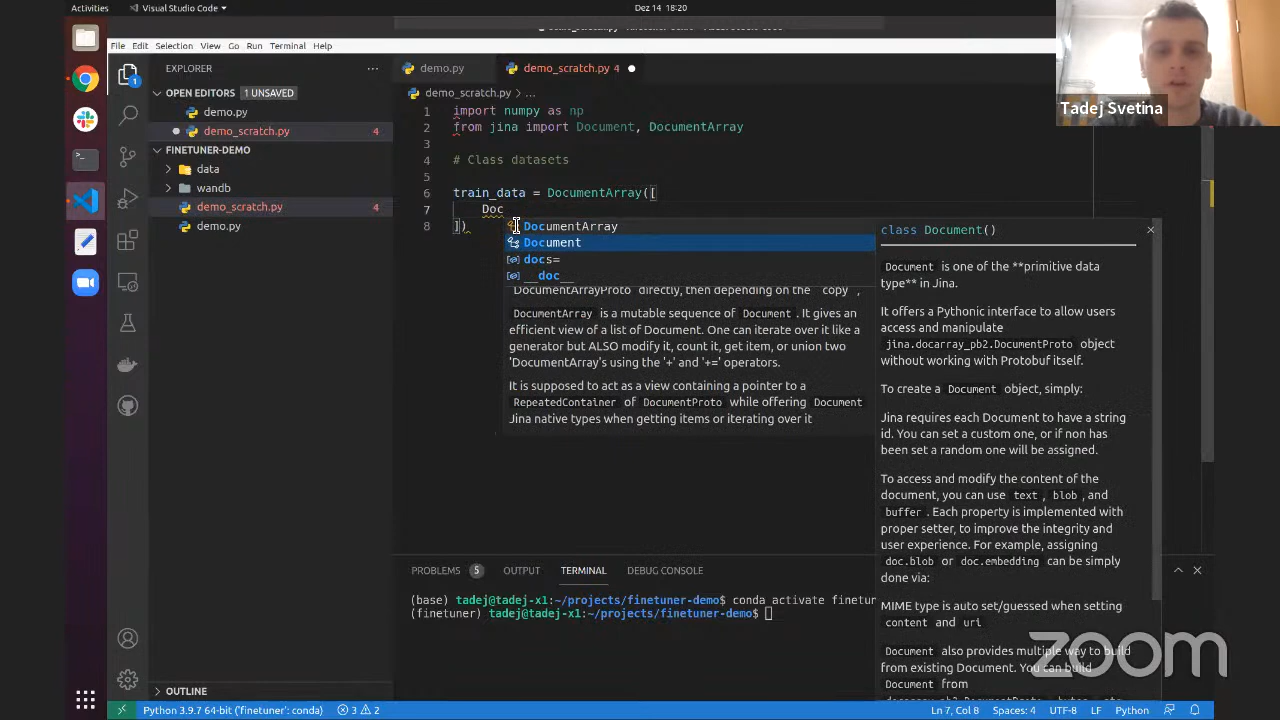 Activities
Visual Studio Code
Dez 14 18:20
File Edit Selection View Go Run Terminal Help
EXPLORER
OPEN EDITORS 1 UNSAVED
demo.py
demo_scratch.py 4
FINETUNER-DEMO
data
wandb
demo_scratch.py 4
demo.py
OUTLINE
demo.py
demo_scratch.py 4
demo_scratch.py > ...
1 import numpy as np
2 from jina import Document, DocumentArray
3
4 # Class datasets
5
6 train_data = DocumentArray([
7 Doc
8 ])
DocumentArray
Document
docs=
__doc__
DocumentArrayProto directly, then depending on the copy ,
DocumentArray is a mutable sequence of Document . It gives an
efficient view of a list of Document. One can iterate over it like a
generator but ALSO modify it, count it, get item, or union two
'DocumentArray's using the '+' and '+=' operators.
It is supposed to act as a view containing a pointer to a
RepeatedContainer of DocumentProto while offering Document
Jina native types when getting items or iterating over it
class Document()
Document is one of the **primitive data
type** in Jina.
It offers a Pythonic interface to allow users
access and manipulate
jina.docarray_pb2.DocumentProto object
without working with Protobuf itself.
To create a Document object, simply:
Jina requires each Document to have a string
id. You can set a custom one, or if non has
been set a random one will be assigned.
To access and modify the content of the
document, you can use text , blob , and
buffer . Each property is implemented with
proper setter, to improve the integrity and
user experience. For example, assigning
doc.blob or doc.embedding can be simply
done via:
MIME type is auto set/guessed when setting
content and uri
Document also provides multiple way to build
from existing Document. You can build
Document from
PROBLEMS 5 OUTPUT TERMINAL DEBUG CONSOLE
(base) tadej@tadej-x1:~/projects/finetuner-demo$ conda activate finetun
(finetuner) tadej@tadej-x1:~/projects/finetuner-demo$
Python 3.9.7 64-bit ('finetuner': conda) 3 2
Ln 7, Col 8 Spaces: 4 UTF-8 LF Python
1
Tadej Svetina
zoom